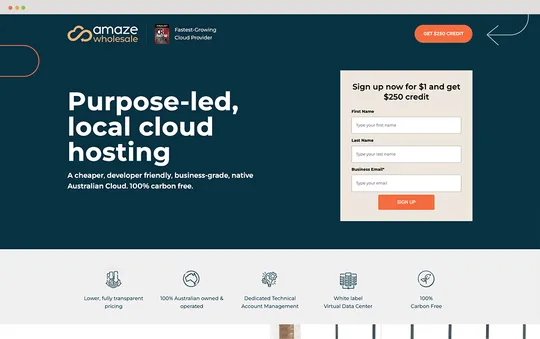 amaze
wholesale
Fastest-Growing
Cloud Provider
GET $250 CREDIT
Purpose-led,
local cloud
hosting
A cheaper, developer friendly, business-grade, native
Australian Cloud. 100% carbon free.
Sign up now for $1 and get
$250 credit
First Name
Type your first name
Last Name
Type your last name
Business Email*
Type your email
SIGN UP
Lower, fully transparent
pricing
100% Australian owned &
operated
Dedicated Technical
Account Management
White label
Virtual Data Center
100%
Carbon Free